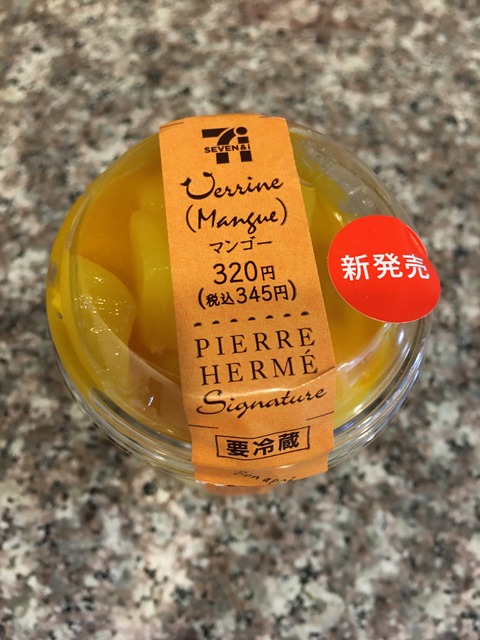 7i
SEVEN&i
Verrine
(Mangue)
マンゴー
320円
(税込345円)
新発売
PIERRE
HERMÉ
Signature
要冷蔵